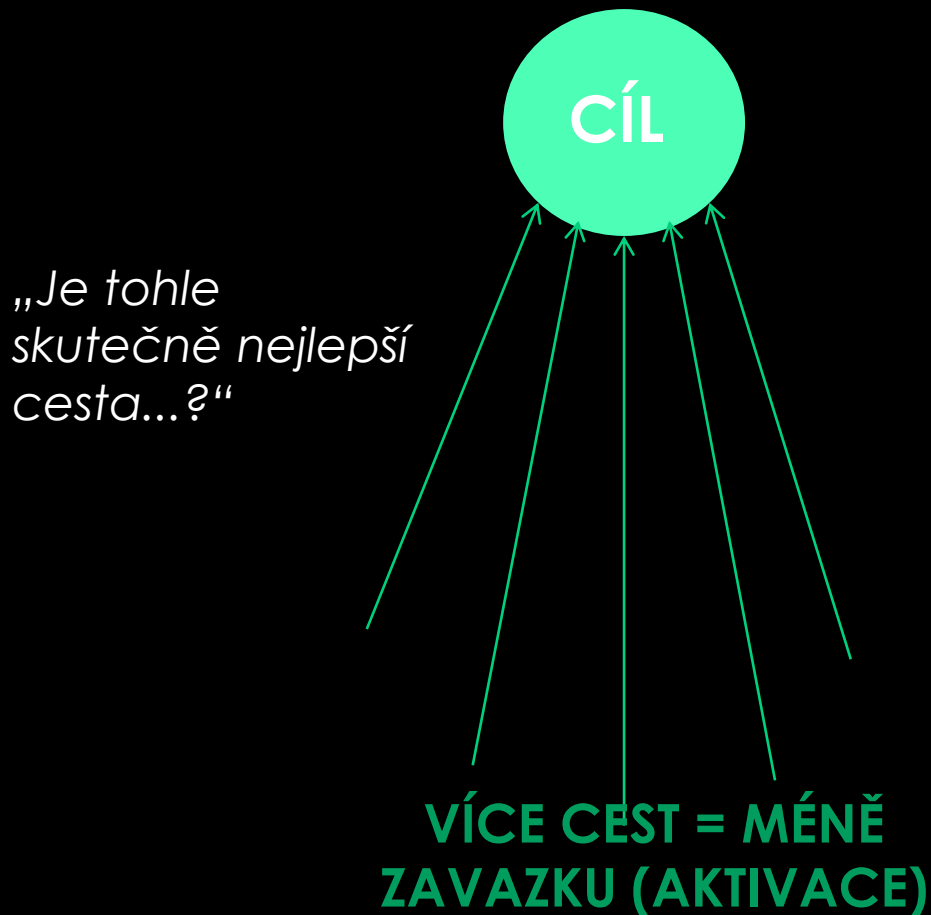 CÍL
„Je tohle
skutečně nejlepší
cesta...?“
VÍCE CEST = MÉNĚ
ZAVAZKU (AKTIVACE)